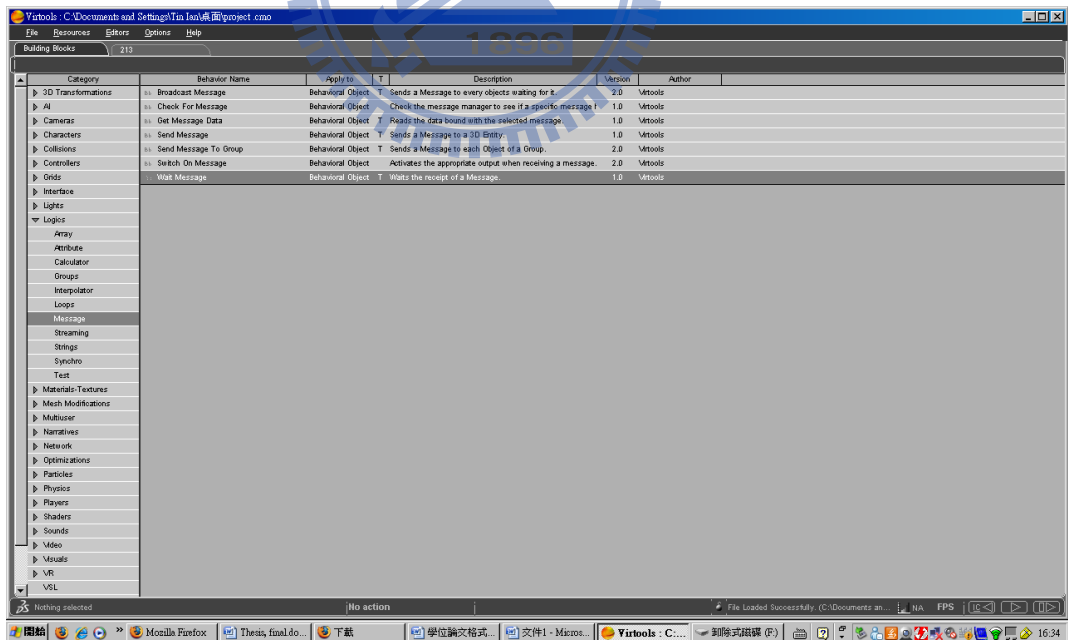 Virtools : C:\Documents and Settings\Tin Ian\桌面\project .cmo
File Resources Editors Options Help
Building Blocks 213
1898
Category Behavior Name Apply to T Description Version Author
3D Transformations Broadcast Message Behavioral Object T Sends a Message to every objects waiting for it. 2.0 Virtools
AI Check For Message Behavioral Object Check the message manager to see if a specific message 1.0 Virtools
Cameras Get Message Data Behavioral Object T Reads the data bound with the selected message. 1.0 Virtools
Characters Send Message Behavioral Object T Sends a Message to a 3D Entity. 1.0 Virtools
Collisions Send Message To Group Behavioral Object T Sends a Message to each Object of a Group. 2.0 Virtools
Controllers Switch On Message Behavioral Object Activates the appropriate output when receiving a message. 2.0 Virtools
Grids Wait Message Behavioral Object T Waits the receipt of a Message. 1.0 Virtools
Interface
Lights
Logics
Array
Attribute
Calculator
Groups
Interpolator
Loops
Message
Streaming
Strings
Synchro
Test
Materials-Textures
Mesh Modifications
Multiuser
Narratives
Network
Optimizations
Particles
Physics
Players
Shaders
Sounds
Video
Visuals
VR
VSL
Nothing selected No action File Loaded Successfully. (C:\Documents an... NA FPS
開始 » Mozilla Firefox Thesis, final.do... 下載 學位論文格式... 文件1 - Micros... Virtools : C:... 卸除式磁碟 (F:) 16:34